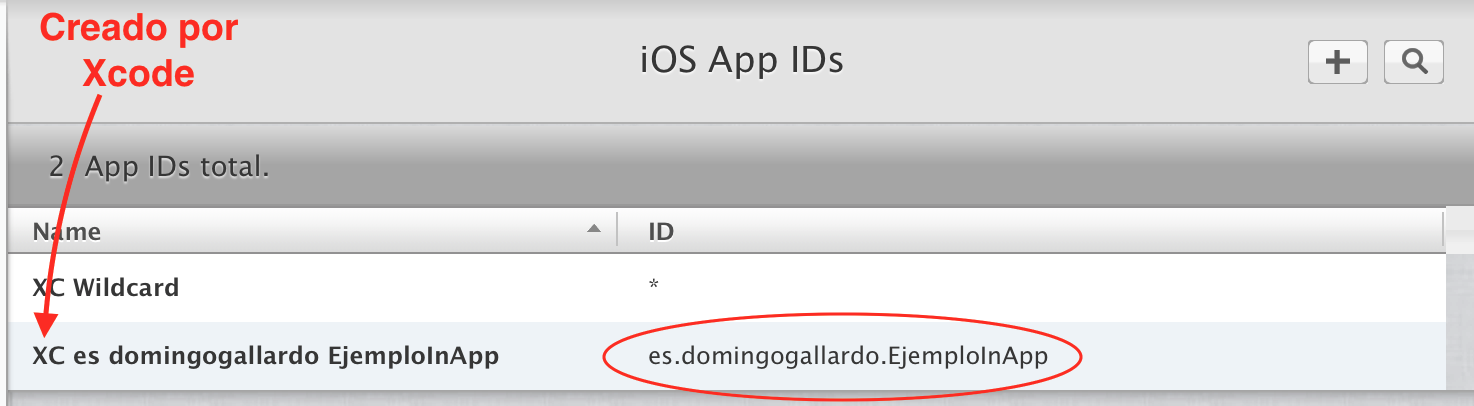 Creado por
Xcode
iOS App IDs
2 App IDs total.
Name ID
XC Wildcard *
XC es domingogallardo EjemploInApp es.domingogallardo.EjemploInApp